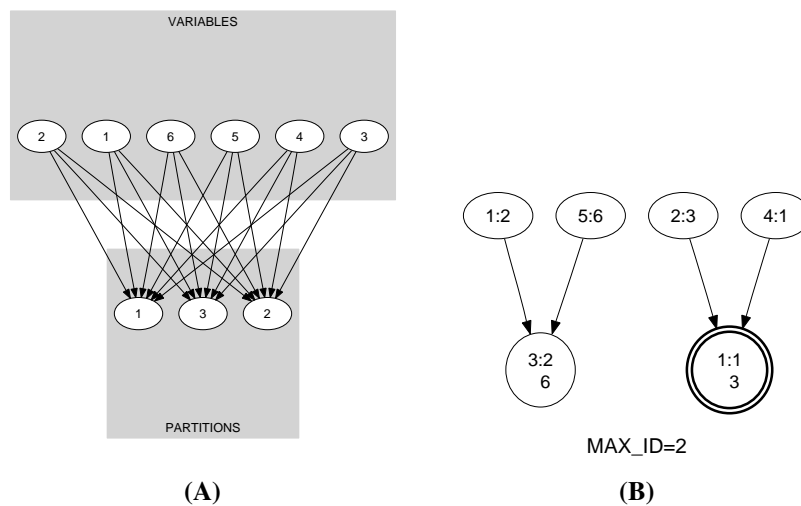 VARIABLES
2 1 6 5 4 3
1 3 2
PARTITIONS
(A)
1:2 5:6 2:3 4:1
3:2 1:1
6 3
MAX_ID=2
(B)